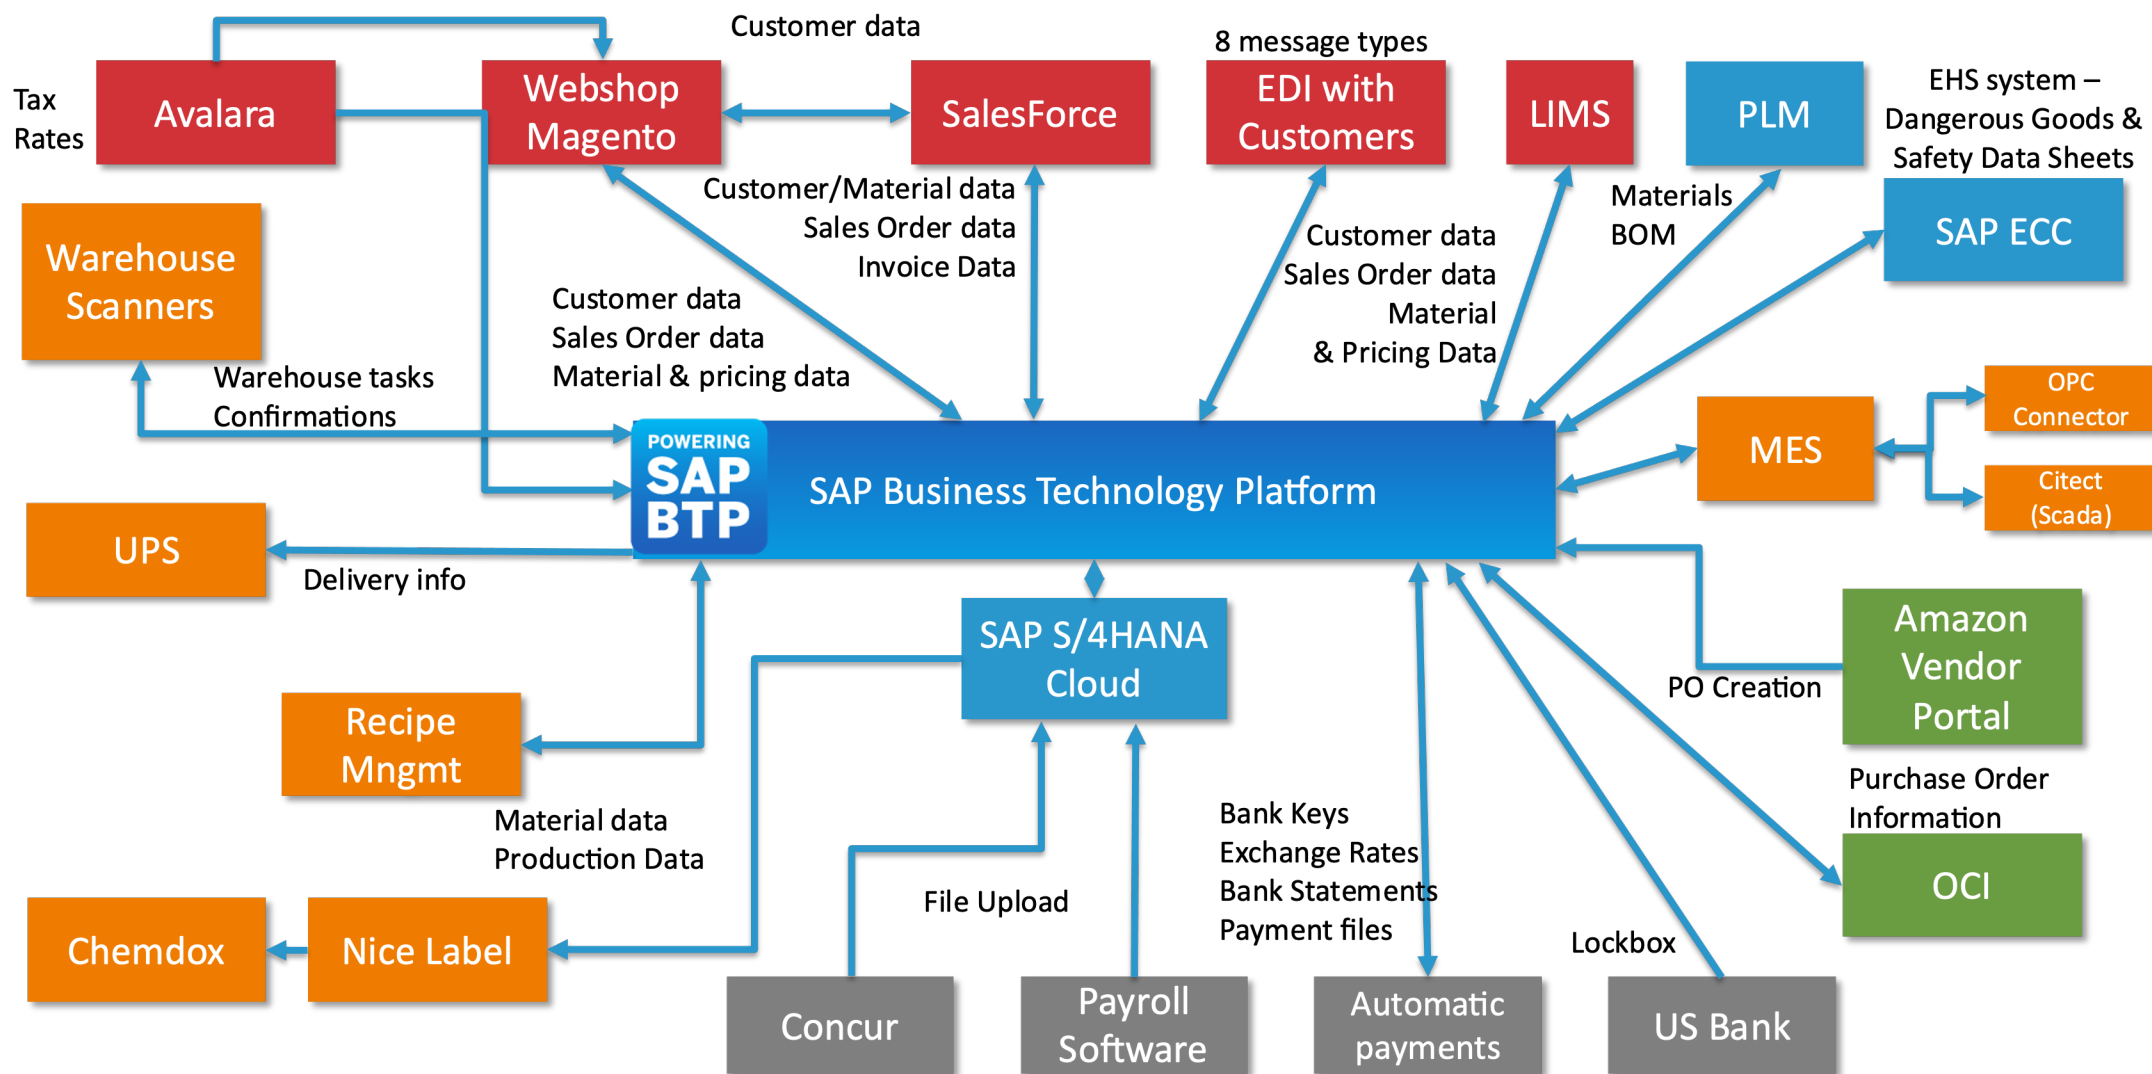 Customer data
8 message types
Tax
Rates
Avalara
Webshop
Magento
SalesForce
EDI with
Customers
LIMS
PLM
EHS system –
Dangerous Goods &
Safety Data Sheets
SAP ECC
Warehouse
Scanners
Customer/Material data
Sales Order data
Invoice Data
Materials
BOM
Customer data
Sales Order data
Material
& Pricing Data
Customer data
Sales Order data
Material & pricing data
Warehouse tasks
Confirmations
POWERING
SAP
BTP
SAP Business Technology Platform
MES
OPC
Connector
Citect
(Scada)
UPS
Delivery info
SAP S/4HANA
Cloud
Amazon
Vendor
Portal
PO Creation
Recipe
Mngmt
Material data
Production Data
Purchase Order
Information
OCI
Bank Keys
Exchange Rates
Bank Statements
Payment files
File Upload
Lockbox
Chemdox
Nice Label
Concur
Payroll
Software
Automatic
payments
US Bank